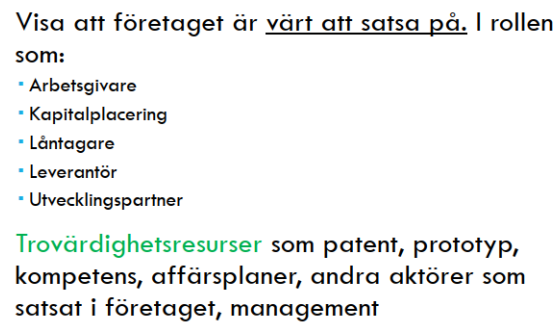 Visa att företaget är värt att satsa på. I rollen
som:
▪ Arbetsgivare
▪ Kapitalplacering
▪ Låntagare
▪ Leverantör
▪ Utvecklingspartner
Trovärdighetsresurser som patent, prototyp,
kompetens, affärsplaner, andra aktörer som
satsat i företaget, management